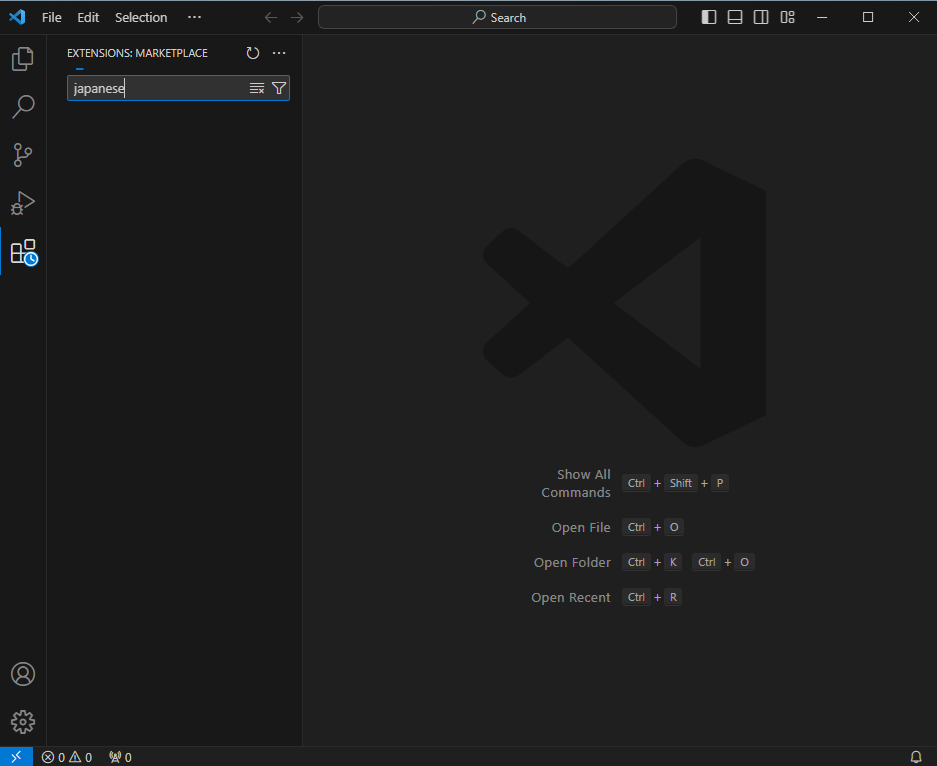 File Edit Selection ··· Search
EXTENSIONS: MARKETPLACE
japanese
Show All Commands Ctrl + Shift + P
Open File Ctrl + O
Open Folder Ctrl + K Ctrl + O
Open Recent Ctrl + R
0 0 0